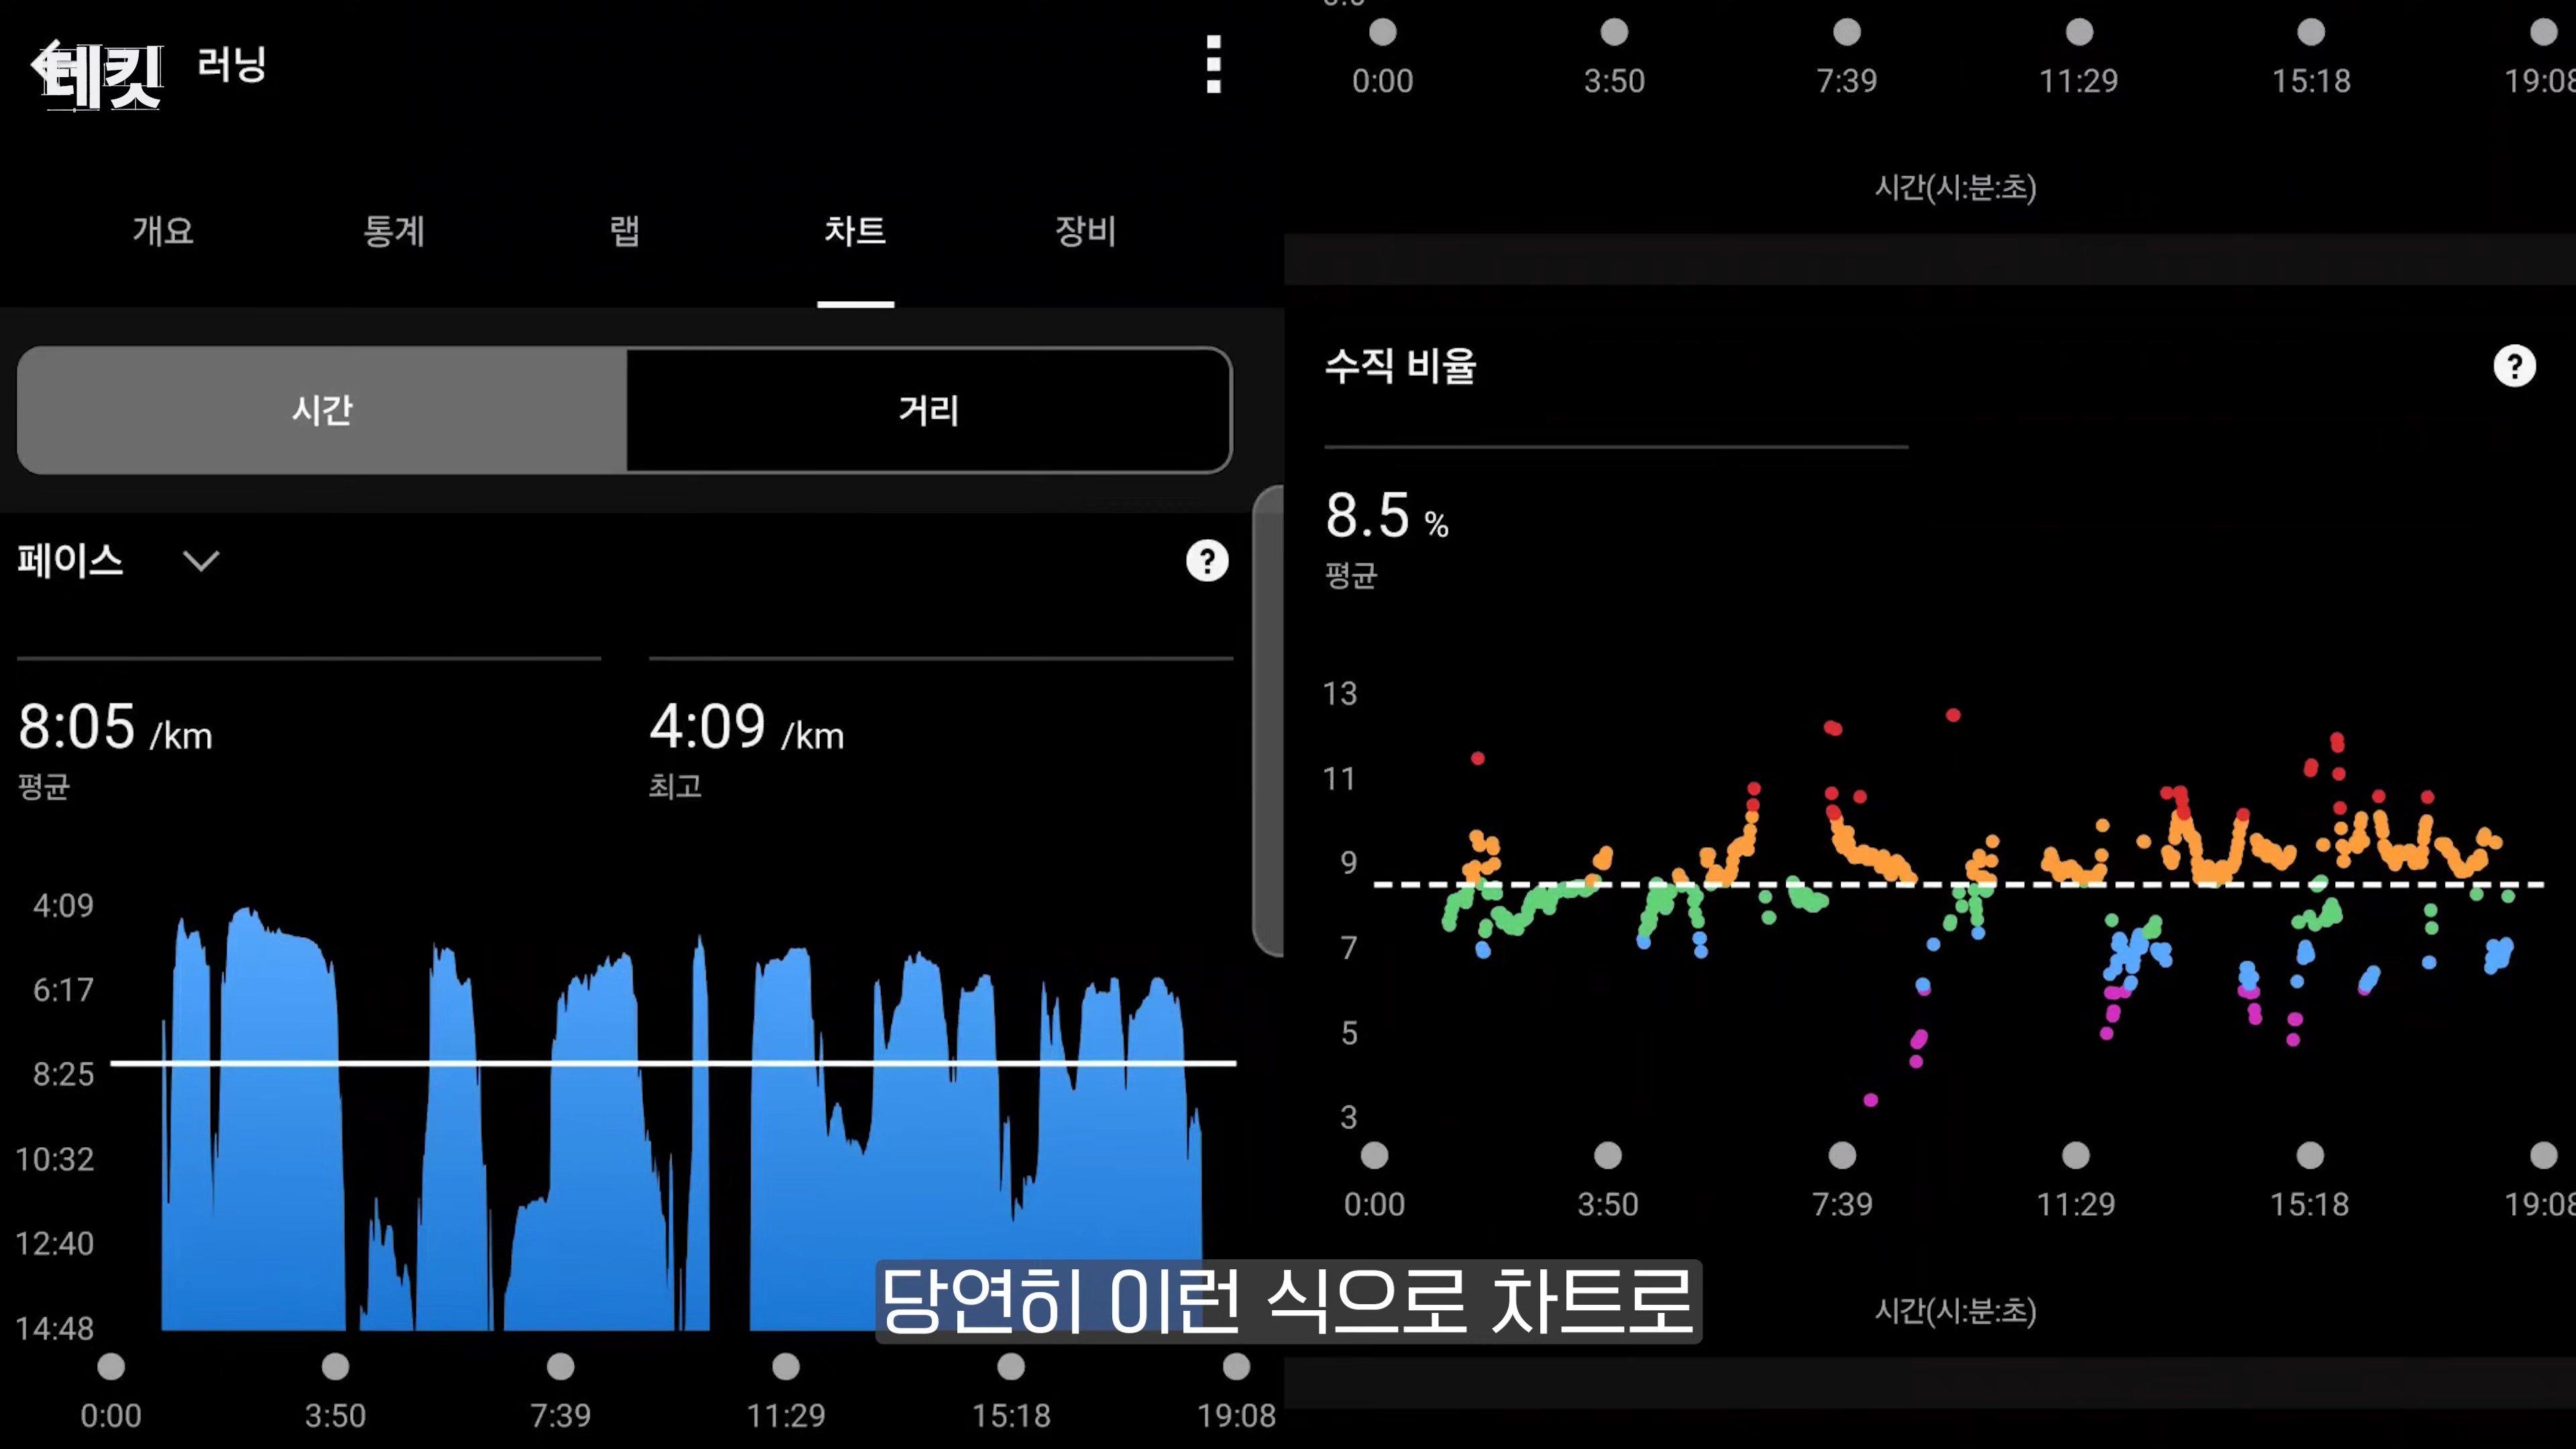 테킷
러닝
개요
통계
랩
차트
장비
시간
거리
페이스
?
8:05 /km
평균
4:09 /km
최고
4:09
6:17
8:25
10:32
12:40
14:48
0:00 3:50 7:39 11:29 15:18 19:08
0:00 3:50 7:39 11:29 15:18 19:08
시간(시:분:초)
수직 비율
?
8.5 %
평균
13
11
9
7
5
3
0:00 3:50 7:39 11:29 15:18 19:08
시간(시:분:초)
당연히 이런 식으로 차트로